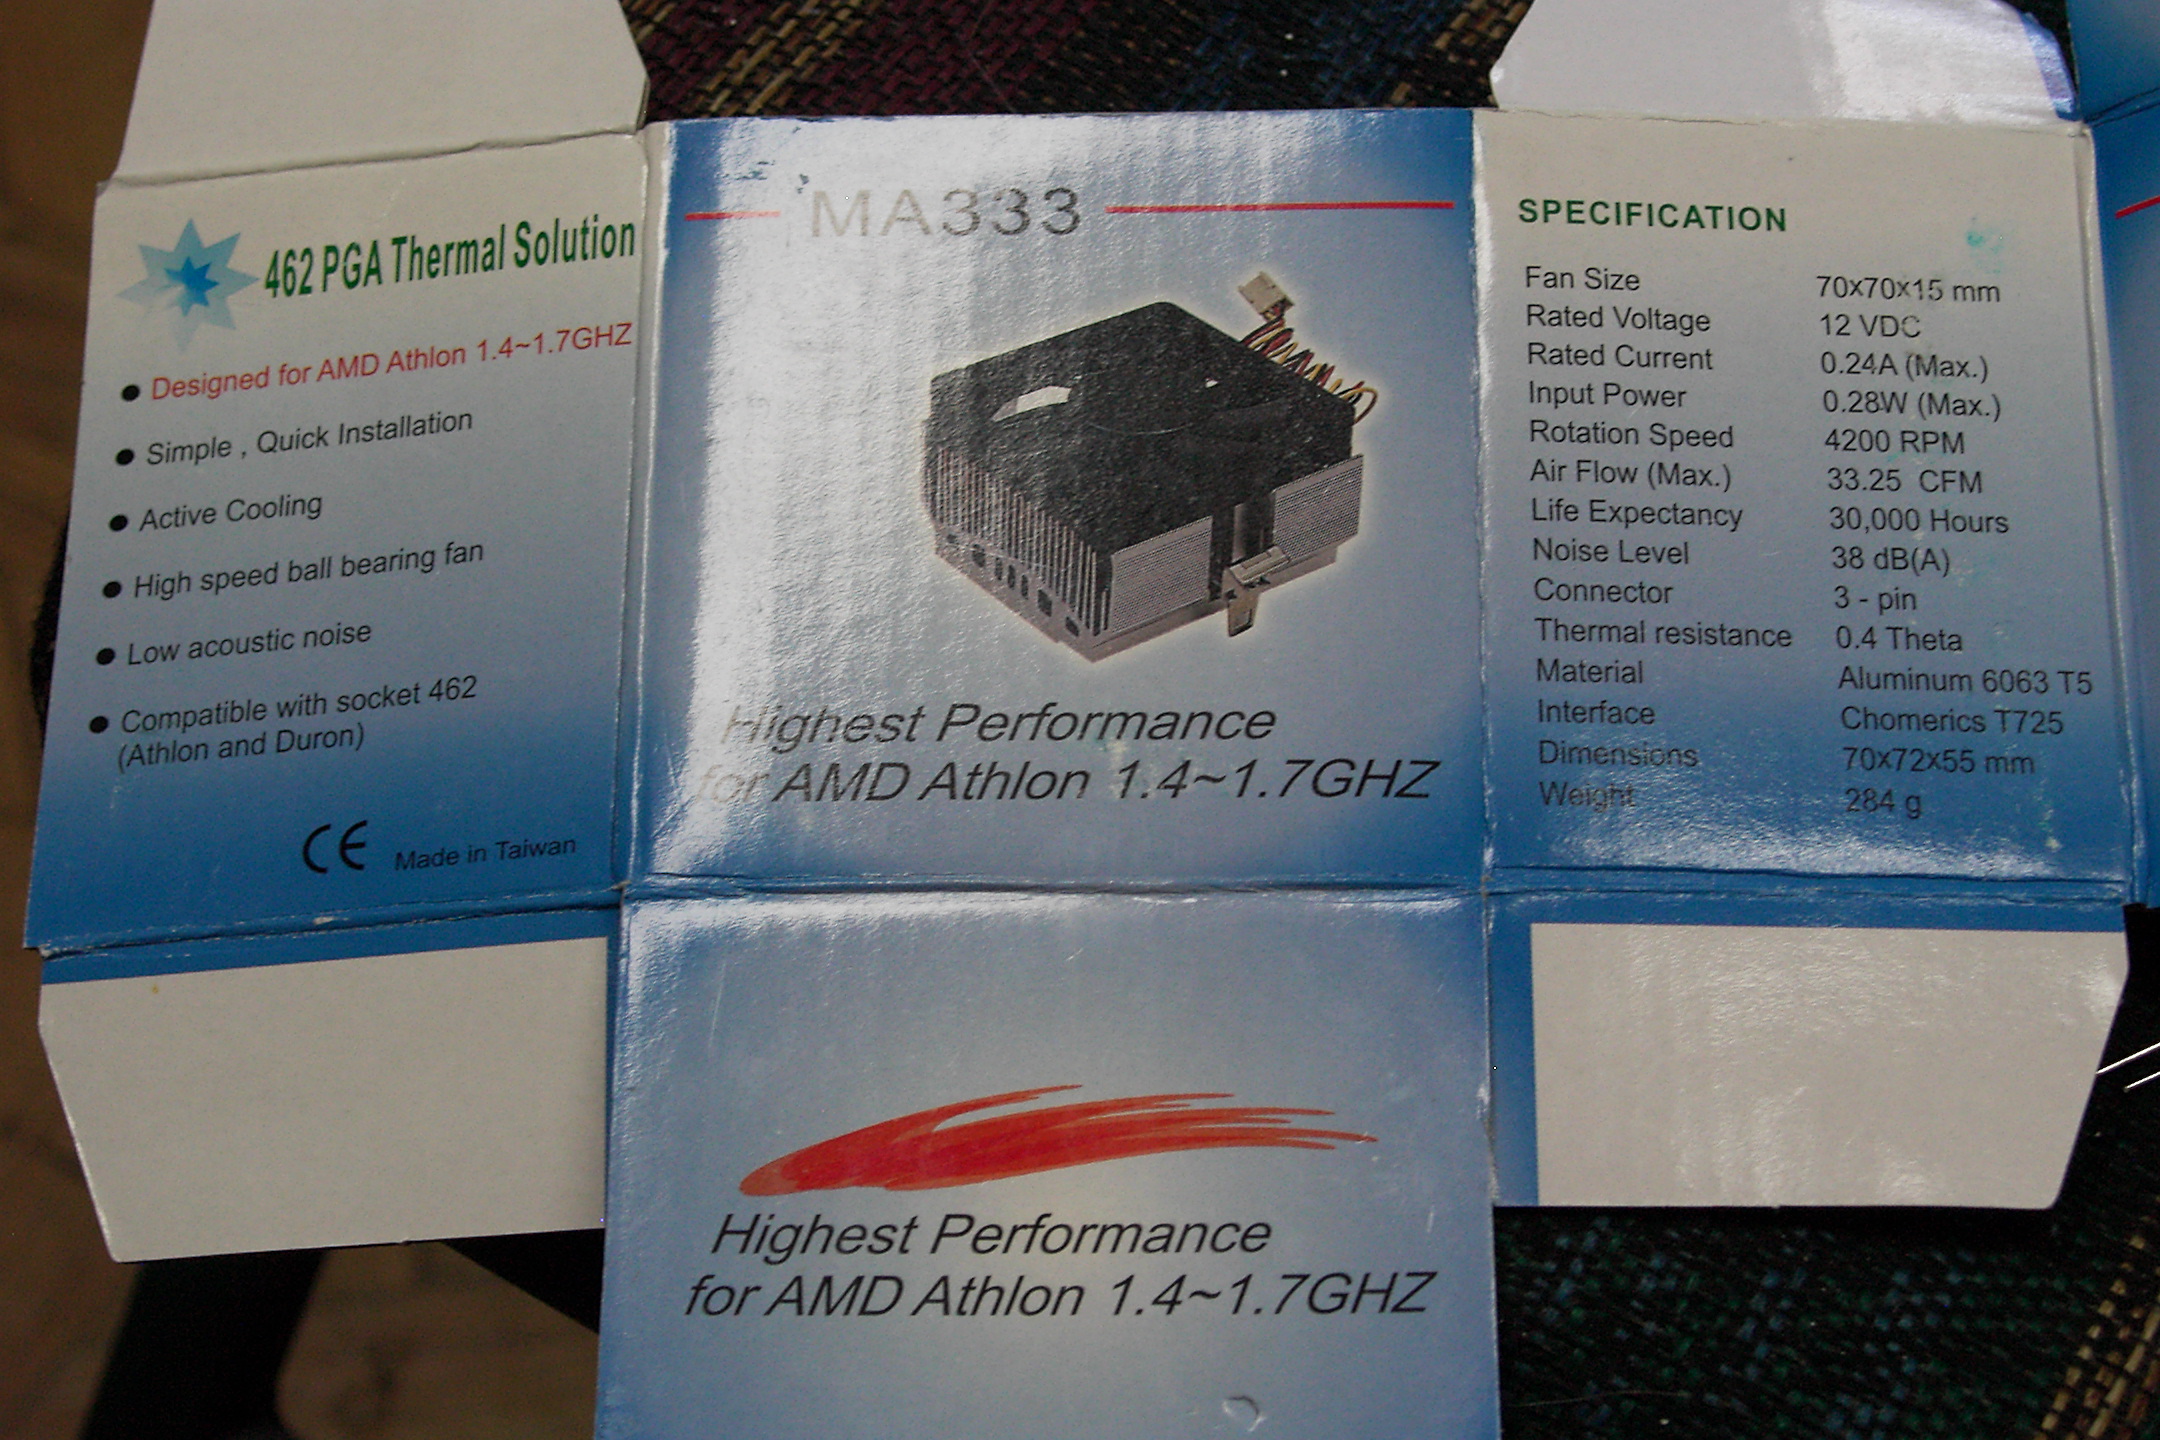 462 PGA Thermal Solution
● Designed for AMD Athlon 1.4~1.7GHZ
● Simple , Quick Installation
● Active Cooling
● High speed ball bearing fan
● Low acoustic noise
● Compatible with socket 462
(Athlon and Duron)
CE Made in Taiwan
MA333
Highest Performance
for AMD Athlon 1.4~1.7GHZ
SPECIFICATION
Fan Size 70x70x15 mm
Rated Voltage 12 VDC
Rated Current 0.24A (Max.)
Input Power 0.28W (Max.)
Rotation Speed 4200 RPM
Air Flow (Max.) 33.25 CFM
Life Expectancy 30,000 Hours
Noise Level 38 dB(A)
Connector 3 - pin
Thermal resistance 0.4 Theta
Material Aluminum 6063 T5
Interface Chomerics T725
Dimensions 70x72x55 mm
Weight 284 g
Highest Performance
for AMD Athlon 1.4~1.7GHZ